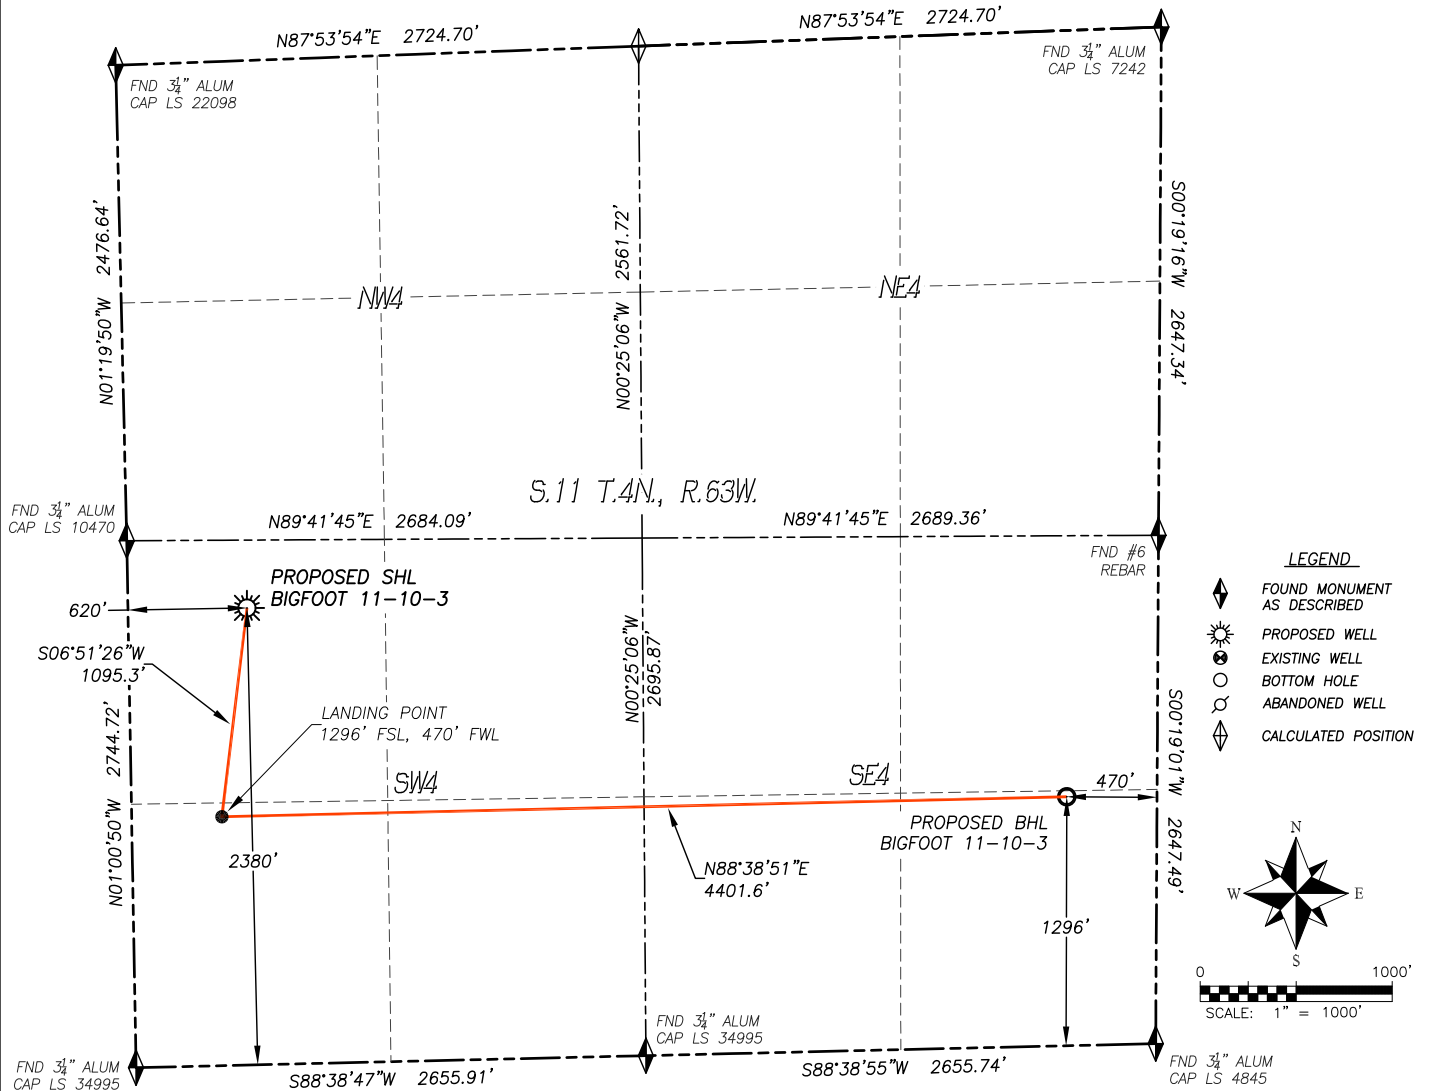 N87°53'54"E 2724.70'
N87°53'54"E 2724.70'
FND 3¼" ALUM
CAP LS 22098
FND 3¼" ALUM
CAP LS 7242
N01°19'50"W 2476.64'
N00°25'06"W 2561.72'
S00°19'16"W 2647.34'
NW4
NE4
S.11 T.4N., R.63W.
FND 3¼" ALUM
CAP LS 10470
N89°41'45"E 2684.09'
N89°41'45"E 2689.36'
FND #6
REBAR
PROPOSED SHL
BIGFOOT 11-10-3
620'
S06°51'26"W
1095.3'
LANDING POINT
1296' FSL, 470' FWL
N00°25'06"W
2695.87'
N01°00'50"W 2744.72'
S00°19'01"W 2647.49'
SW4
SE4
470'
PROPOSED BHL
BIGFOOT 11-10-3
2380'
N88°38'51"E
4401.6'
1296'
FND 3¼" ALUM
CAP LS 34995
FND 3¼" ALUM
CAP LS 34995
S88°38'47"W 2655.91'
S88°38'55"W 2655.74'
FND 3¼" ALUM
CAP LS 4845
LEGEND
FOUND MONUMENT
AS DESCRIBED
PROPOSED WELL
EXISTING WELL
BOTTOM HOLE
ABANDONED WELL
CALCULATED POSITION
N
W E
S
0 1000'
SCALE: 1" = 1000'